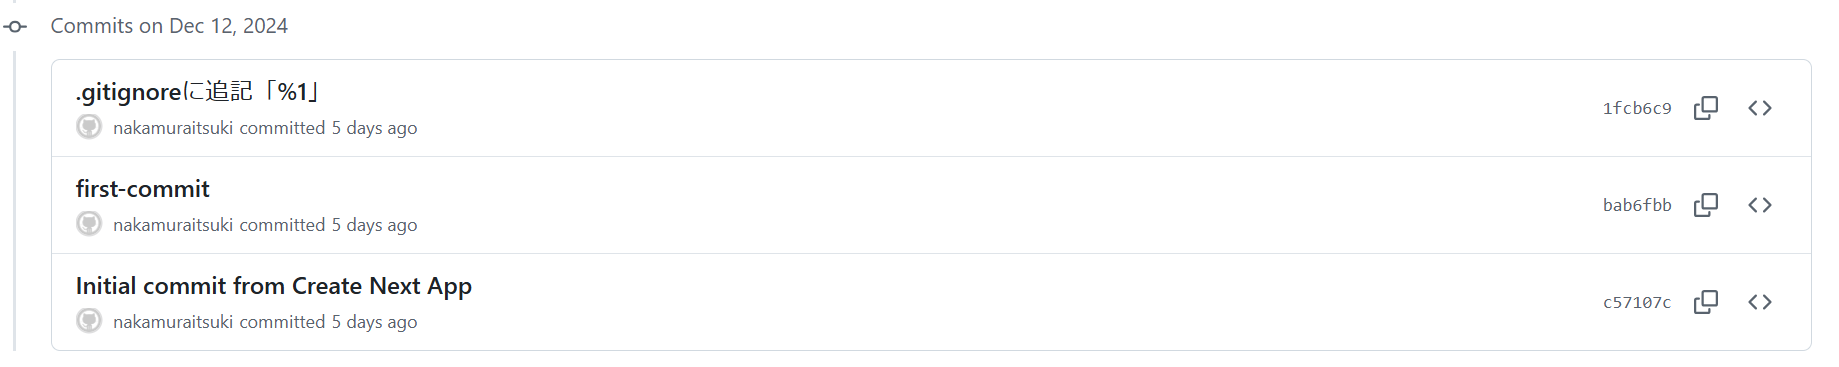 Commits on Dec 12, 2024
.gitignoreに追記「%1」
nakamuraitsuki committed 5 days ago
1fcb6c9
first-commit
nakamuraitsuki committed 5 days ago
bab6fbb
Initial commit from Create Next App
nakamuraitsuki committed 5 days ago
c57107c